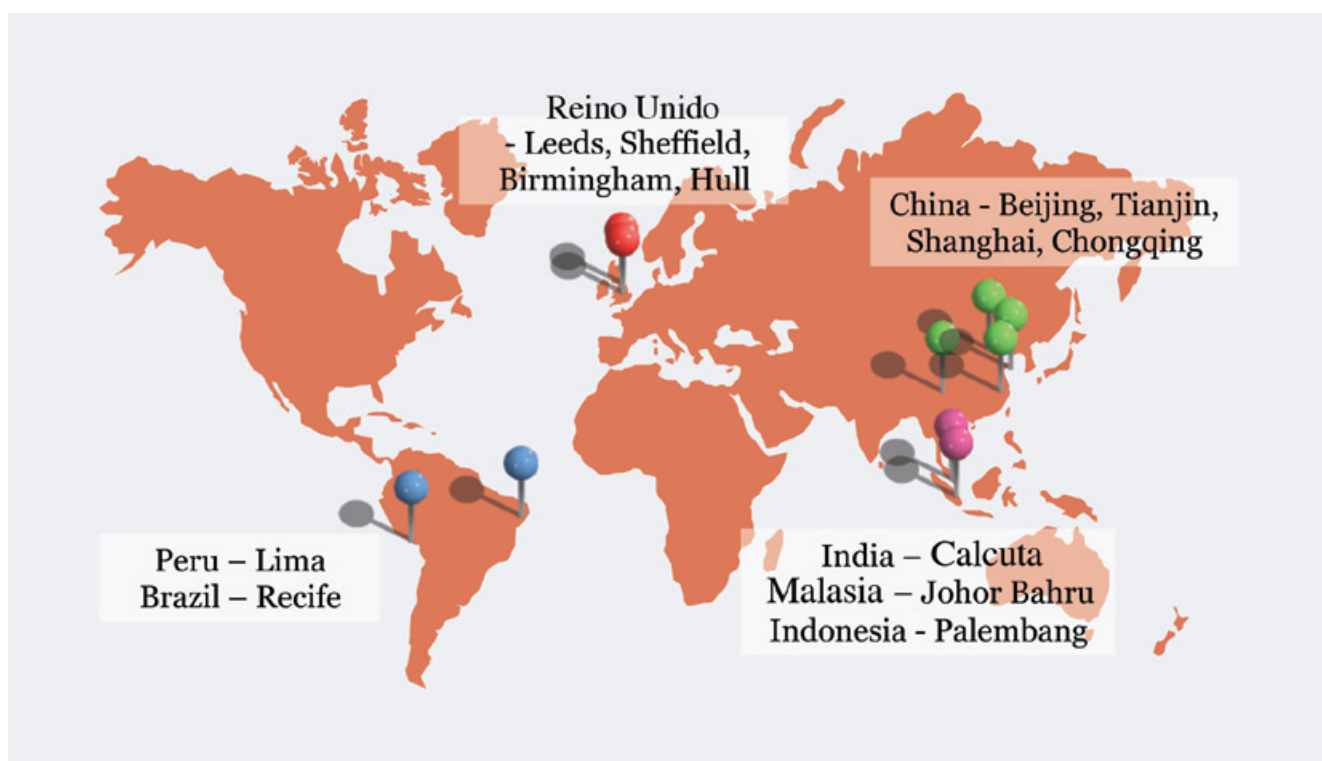 Reino Unido
- Leeds, Sheffield,
Birmingham, Hull
China - Beijing, Tianjin,
Shanghai, Chongqing
Peru – Lima
Brazil – Recife
India – Calcuta
Malasia – Johor Bahru
Indonesia - Palembang